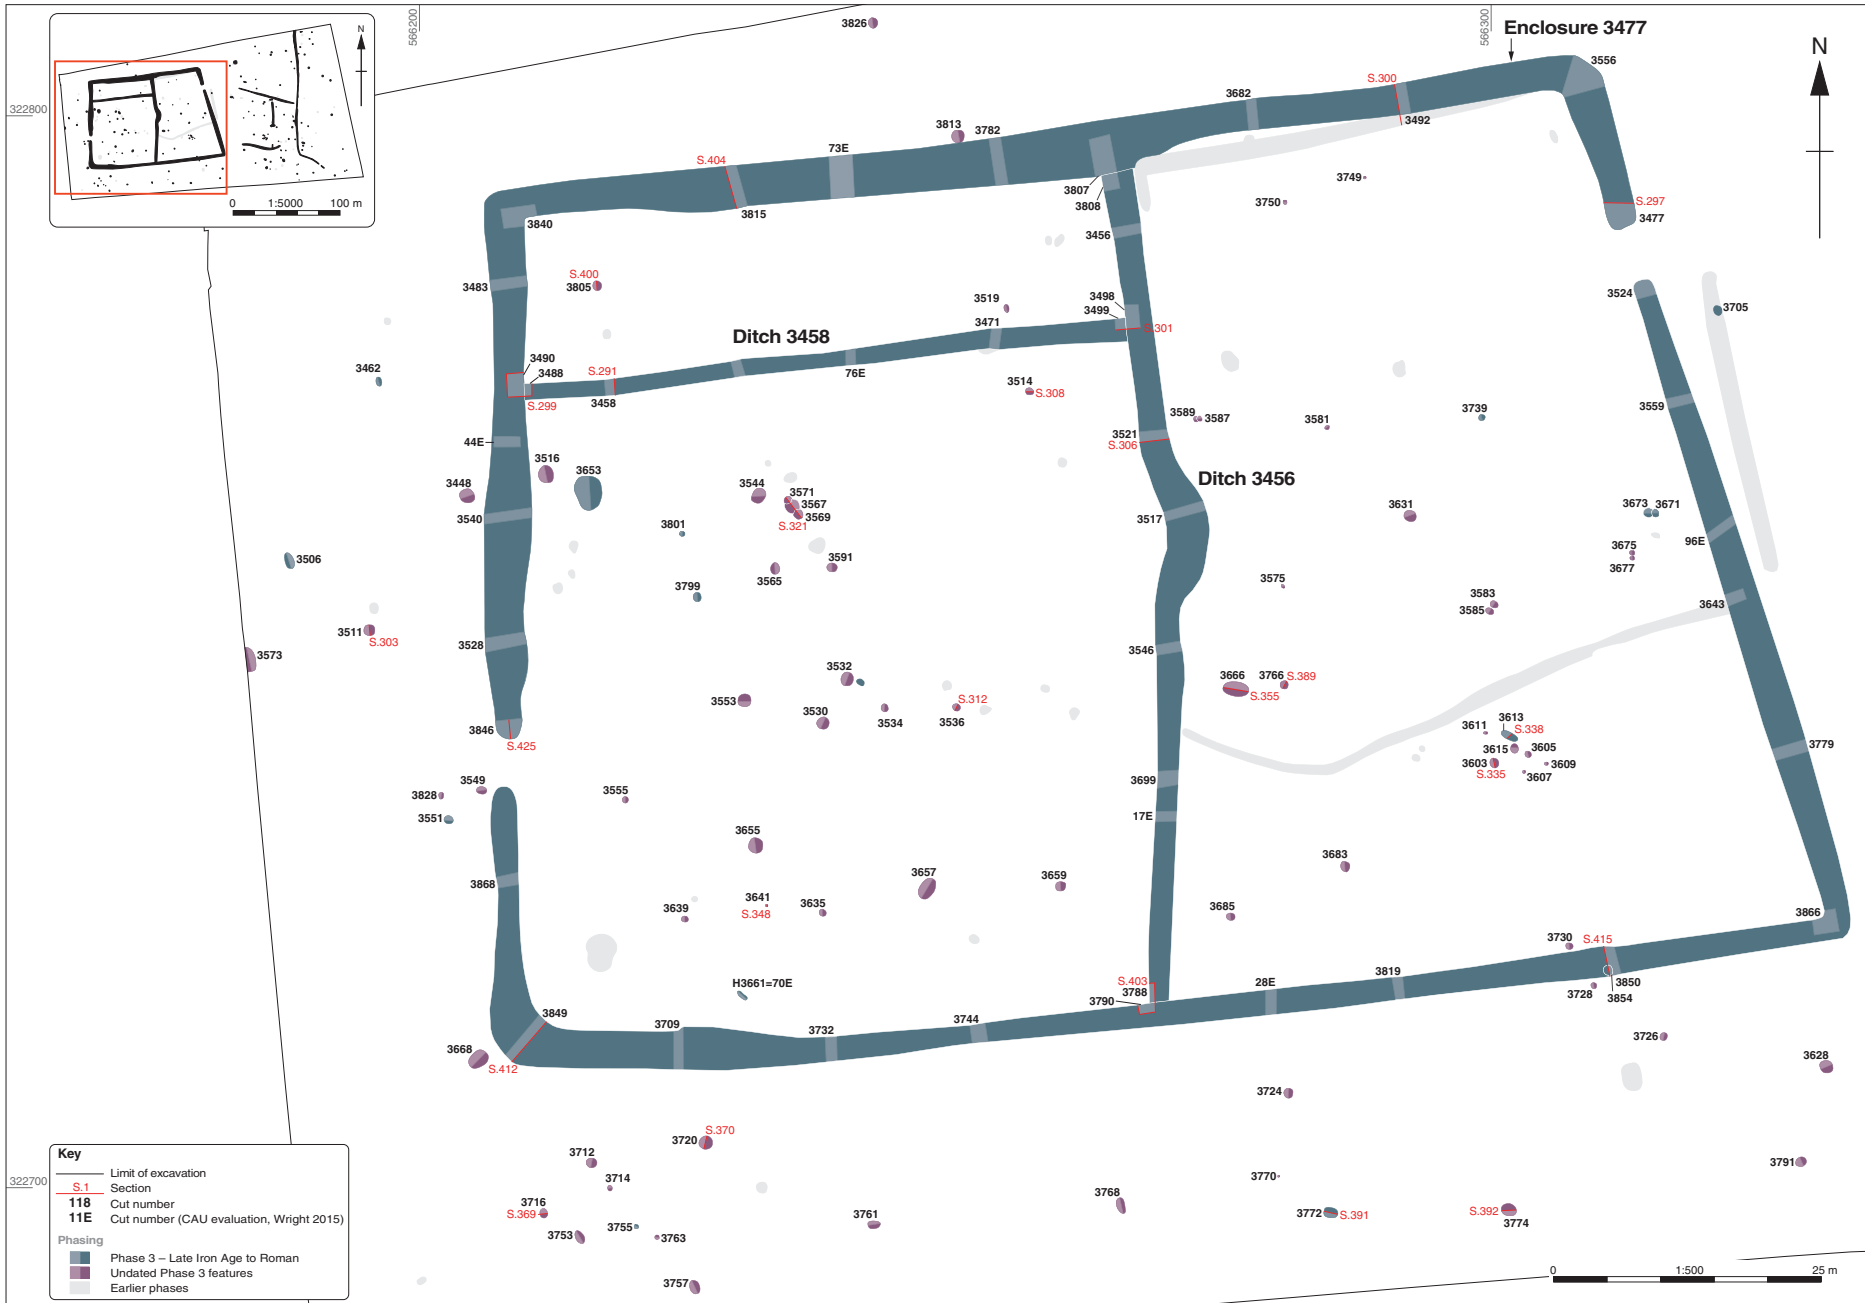 566200
566300
3826
Enclosure 3477
N
N
3556
322800
S.300
3682
3492
3813
3782
73E
S.404
3807
3808
3749
3750
S.297
3477
0 1:5000 100 m
3815
3840
3456
S.400
3805
3483
3519
3498
3499
3471
S.301
3524
3705
Ditch 3458
3490
3488
S.291
3462
76E
3458
S.299
3514
S.308
3559
3589
3587
3581
3739
3521
S.306
44E
3516
3653
3448
3544
3571
3567
3569
S.321
Ditch 3456
3540
3517
3631
3673
3671
3801
96E
3675
3677
3506
3565
3591
3575
3799
3583
3585
3643
3511
S.303
3528
3573
3546
3532
3666
S.355
3766
S.389
3553
3530
3534
S.312
3536
3846
S.425
3611
3613
S.338
3615
3605
3603
S.335
3609
3607
3779
3549
3828
3551
3555
3699
17E
3655
3683
3868
3657
3659
3639
3641
S.348
3635
3685
3866
3730
S.415
H3661=70E
S.403
3788
3790
28E
3819
3850
3854
3728
3849
3709
3732
3744
3668
S.412
3726
3628
3724
3720
S.370
3712
3714
3791
3770
3716
S.369
3768
3772
S.391
S.392
3774
3755
3753
3763
3761
3757
322700
Key
Limit of excavation
S.1 Section
118 Cut number
11E Cut number (CAU evaluation, Wright 2015)
Phasing
Phase 3 – Late Iron Age to Roman
Undated Phase 3 features
Earlier phases
0 1:500 25 m